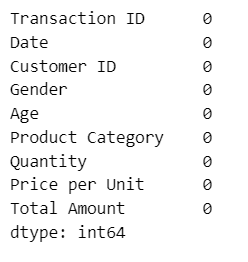 Transaction ID 0
Date 0
Customer ID 0
Gender 0
Age 0
Product Category 0
Quantity 0
Price per Unit 0
Total Amount 0
dtype: int64